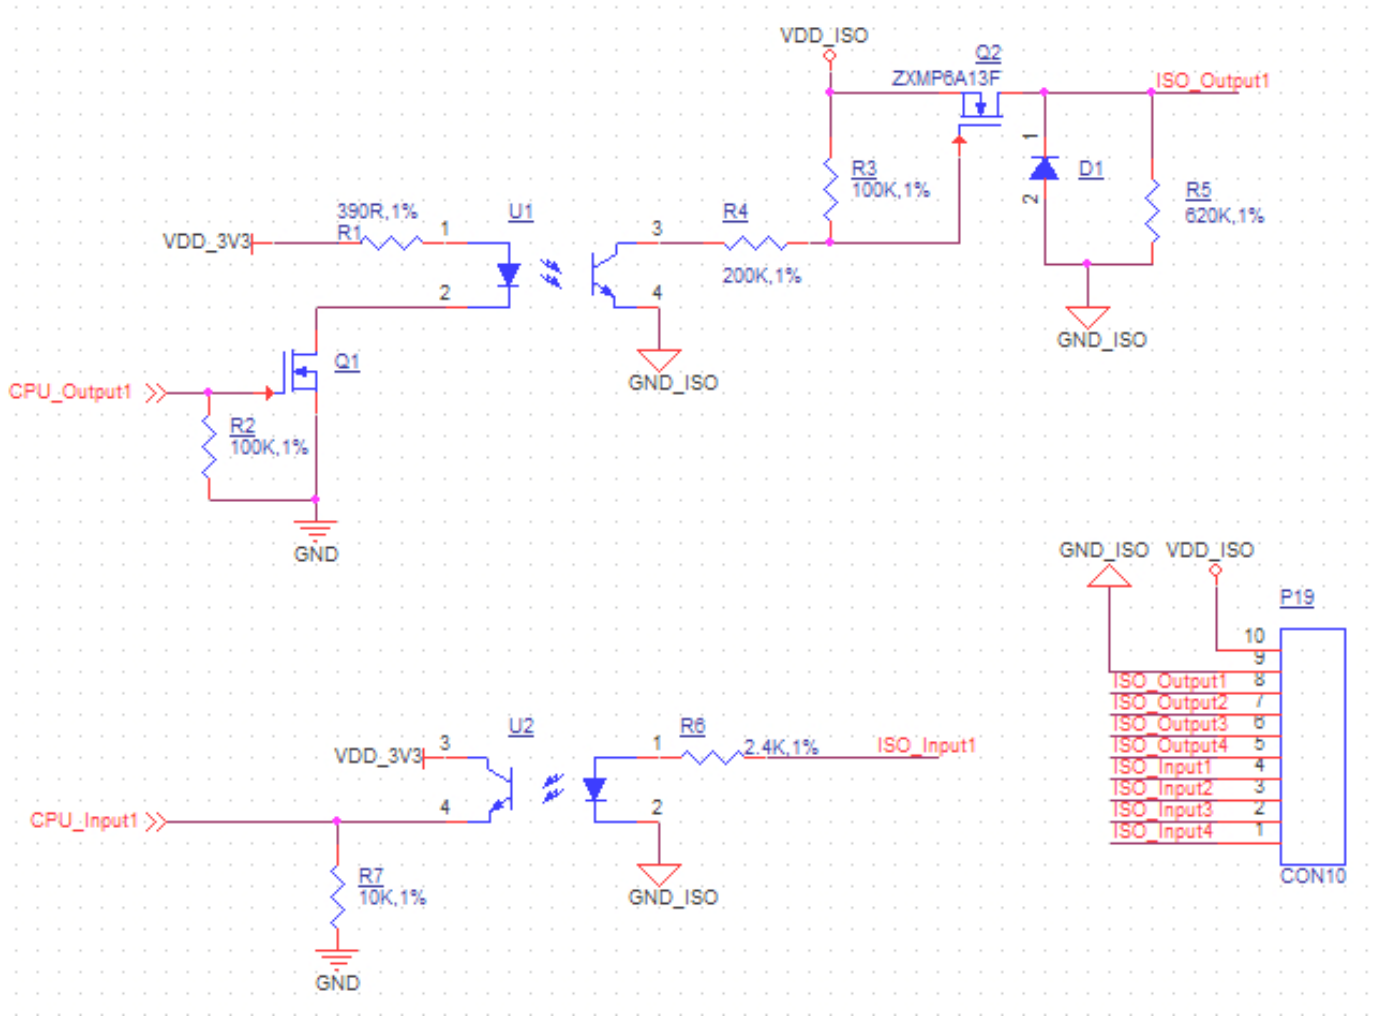 VDD_ISO
Q2
ZXMP6A13F
ISO_Output1
1
2
D1
R3
100K,1%
R5
620K,1%
390R,1%
R1
VDD_3V3
1
2
U1
3
4
R4
200K,1%
GND_ISO
GND_ISO
Q1
CPU_Output1
R2
100K,1%
GND
GND_ISO
VDD_ISO
P19
10
9
ISO_Output1 8
ISO_Output2 7
ISO_Output3 6
ISO_Output4 5
ISO_Input1 4
ISO_Input2 3
ISO_Input3 2
ISO_Input4 1
CON10
U2
VDD_3V3
3
4
1
2
R6
2.4K,1%
ISO_Input1
CPU_Input1
R7
10K,1%
GND_ISO
GND